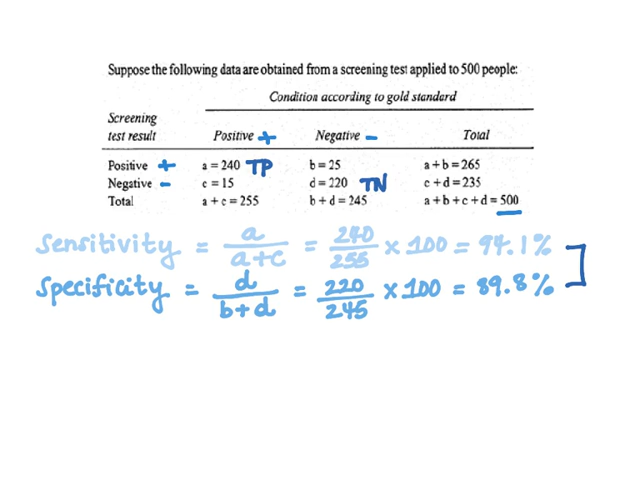 Suppose the following data are obtained from a screening test applied to 500 people:
Condition according to gold standard
Screening
test result Positive + Negative - Total
Positive + a = 240 TP b = 25 a + b = 265
Negative - c = 15 d = 220 TN c + d = 235
Total a + c = 255 b + d = 245 a + b + c + d = 500
Sensitivity = a / a+c = 240 / 255 × 100 = 94.1%
Specificity = d / b+d = 220 / 245 × 100 = 89.8%